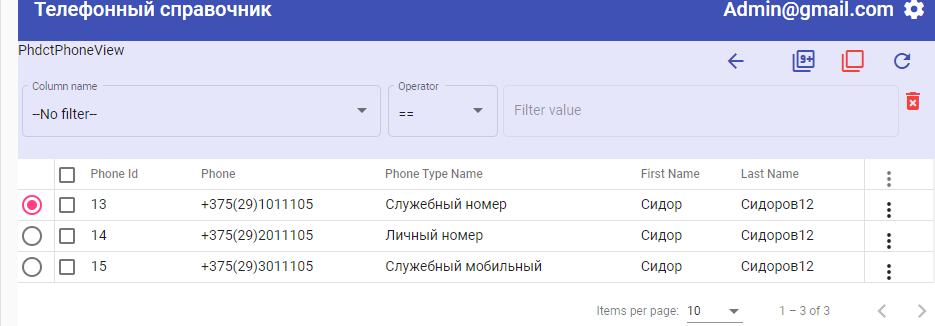 Телефонный справочник Admin@gmail.com
PhdctPhoneView
9+
Column name Operator
--No filter-- == Filter value
Phone Id Phone Phone Type Name First Name Last Name
13 +375(29)1011105 Служебный номер Сидор Сидоров12
14 +375(29)2011105 Личный номер Сидор Сидоров12
15 +375(29)3011105 Служебный мобильный Сидор Сидоров12
Items per page: 10 1 – 3 of 3